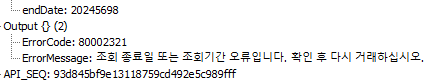 endDate: 20245698
Output {} (2)
ErrorCode: 80002321
ErrorMessage: 조회 종료일 또는 조회기간 오류입니다. 확인 후 다시 거래하십시오.
API_SEQ: 93d845bf9e13118759cd492e5c989fff